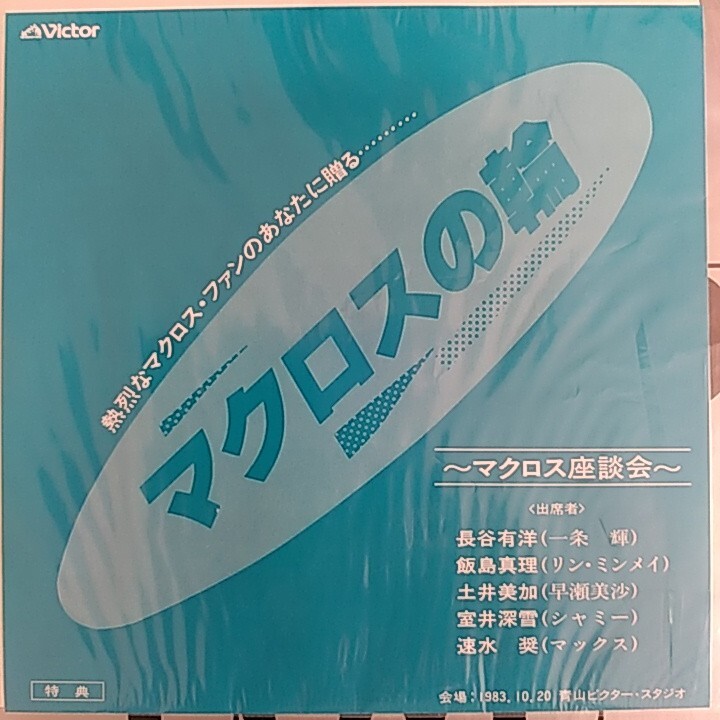 Victor
熱烈なマクロス・ファンのあなたに贈る………
マクロスの輪
～マクロス座談会～
〈出席者〉
長谷有洋(一条　輝)
飯島真理(リン・ミンメイ)
土井美加(早瀬美沙)
室井深雪(シャミー)
速水　奨(マックス)
特典
会場：1983.10.20 青山ビクター・スタジオ